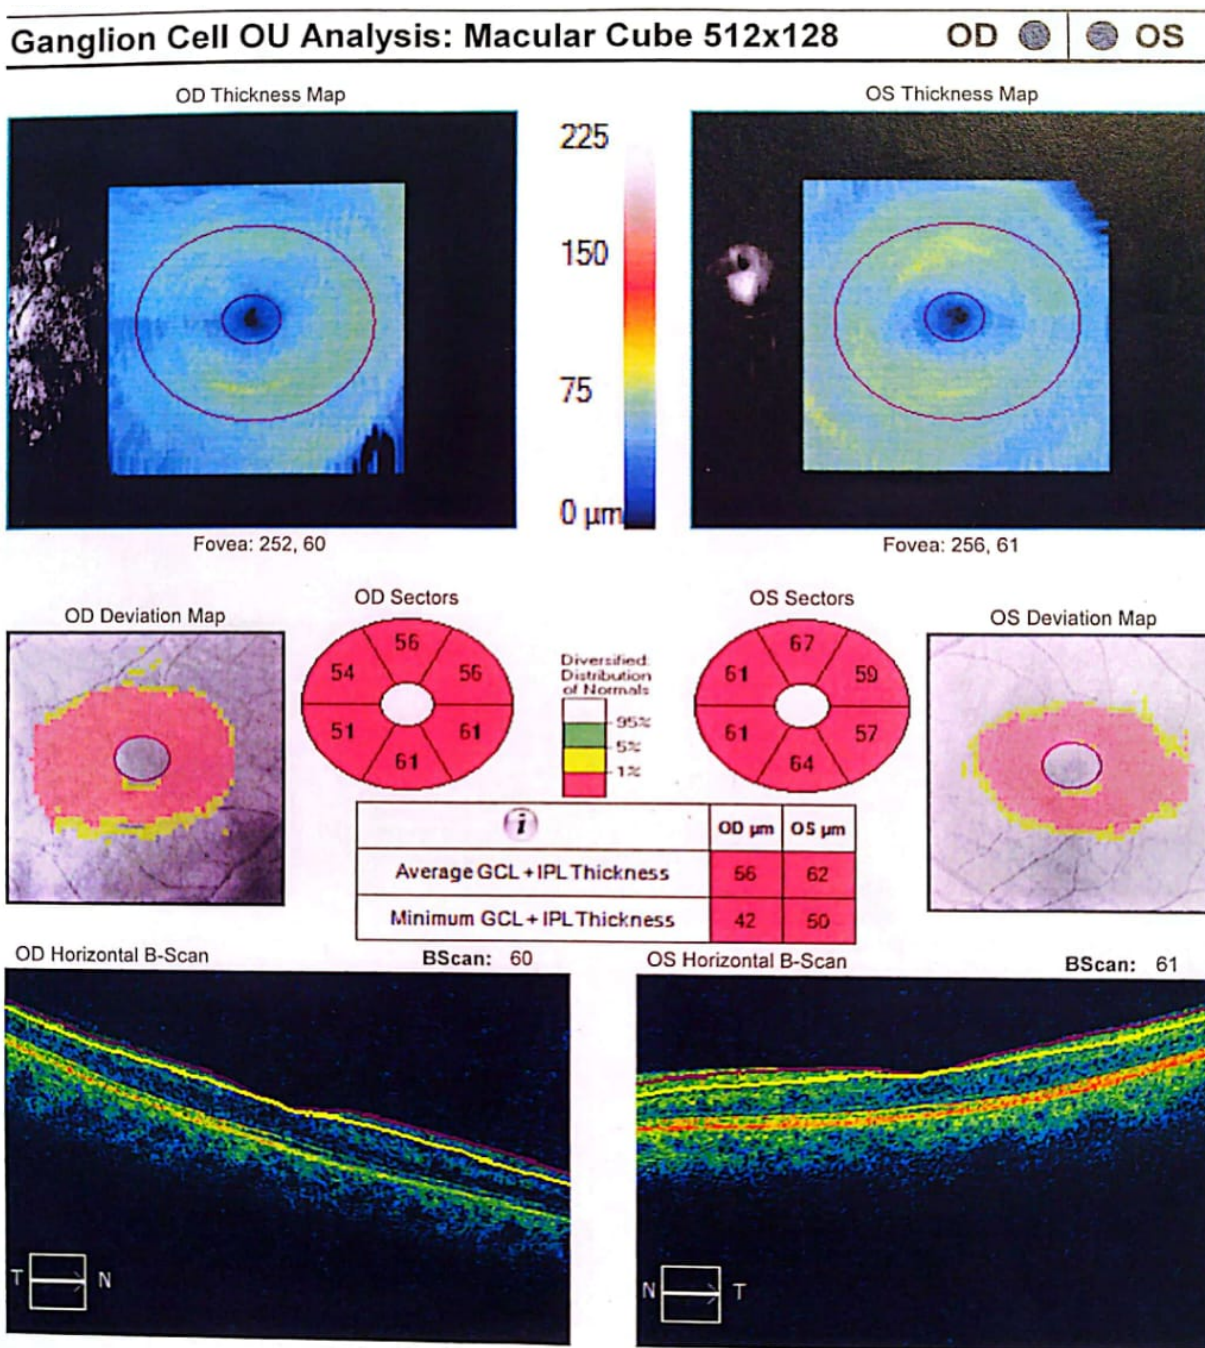 Ganglion Cell OU Analysis: Macular Cube 512x128 OD OS
OD Thickness Map
OS Thickness Map
225
150
75
0 µm
Fovea: 252, 60
Fovea: 256, 61
OD Deviation Map
OD Sectors
OS Sectors
OS Deviation Map
56
54 56
51 61
61
Diversified:
Distribution
of Normals
95%
5%
1%
67
61 59
61 57
64
i OD µm OS µm
Average GCL + IPL Thickness 56 62
Minimum GCL + IPL Thickness 42 50
OD Horizontal B-Scan BScan: 60
OS Horizontal B-Scan BScan: 61
T N
N T